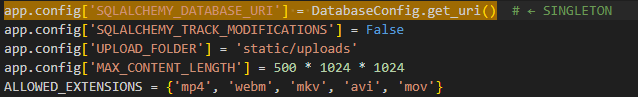 app.config['SQLALCHEMY_DATABASE_URI'] = DatabaseConfig.get_uri()  # ← SINGLETON
app.config['SQLALCHEMY_TRACK_MODIFICATIONS'] = False
app.config['UPLOAD_FOLDER'] = 'static/uploads'
app.config['MAX_CONTENT_LENGTH'] = 500 * 1024 * 1024
ALLOWED_EXTENSIONS = {'mp4', 'webm', 'mkv', 'avi', 'mov'}